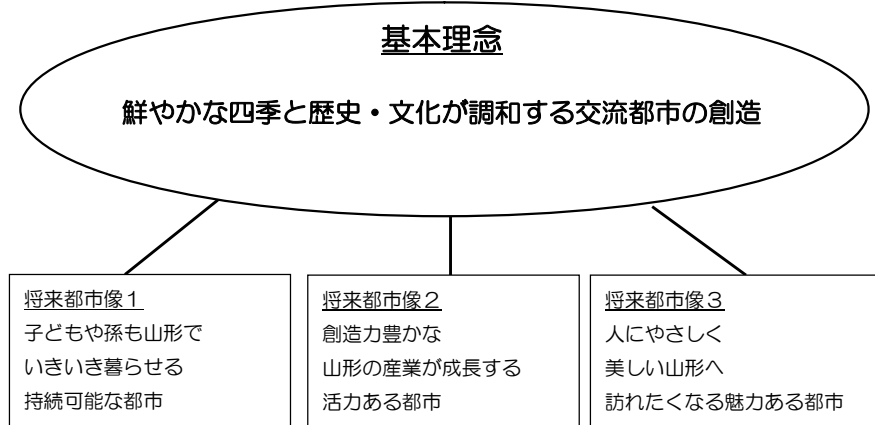 基本理念
鮮やかな四季と歴史・文化が調和する交流都市の創造
将来都市像１
子どもや孫も山形で
いきいき暮らせる
持続可能な都市
将来都市像２
創造力豊かな
山形の産業が成長する
活力ある都市
将来都市像３
人にやさしく
美しい山形へ
訪れたくなる魅力ある都市